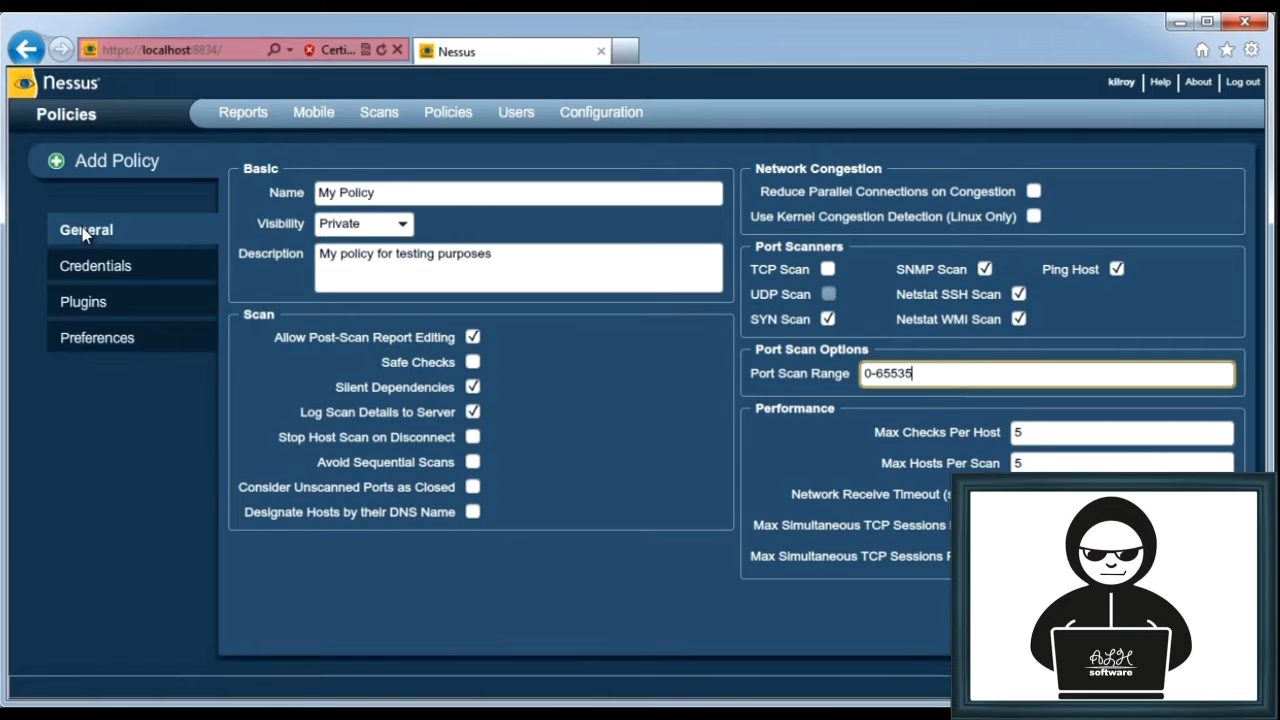 https://localhost:8834/
Certi...
Nessus
Nessus
kilroy | Help | About | Log out
Policies
Reports Mobile Scans Policies Users Configuration
Add Policy
General
Credentials
Plugins
Preferences
Basic
Name My Policy
Visibility Private
Description My policy for testing purposes
Scan
Allow Post-Scan Report Editing
Safe Checks
Silent Dependencies
Log Scan Details to Server
Stop Host Scan on Disconnect
Avoid Sequential Scans
Consider Unscanned Ports as Closed
Designate Hosts by their DNS Name
Network Congestion
Reduce Parallel Connections on Congestion
Use Kernel Congestion Detection (Linux Only)
Port Scanners
TCP Scan SNMP Scan Ping Host
UDP Scan Netstat SSH Scan
SYN Scan Netstat WMI Scan
Port Scan Options
Port Scan Range 0-65535
Performance
Max Checks Per Host 5
Max Hosts Per Scan 5
Network Receive Timeout (s
Max Simultaneous TCP Sessions
Max Simultaneous TCP Sessions
ALH
software